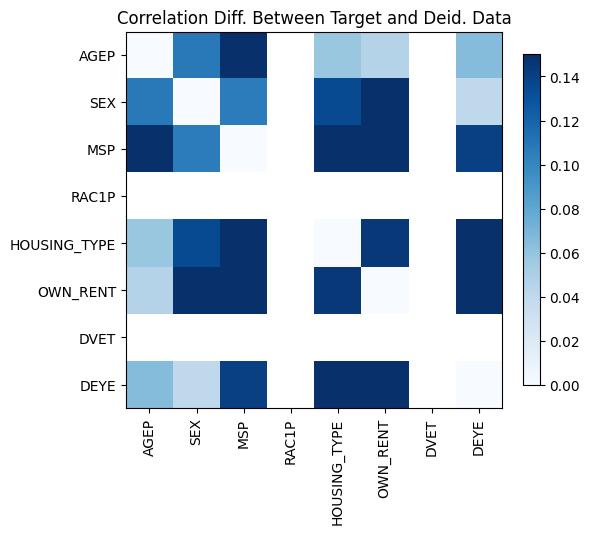 Correlation Diff. Between Target and Deid. Data
AGEP
SEX
MSP
RAC1P
HOUSING_TYPE
OWN_RENT
DVET
DEYE
0.14
0.12
0.10
0.08
0.06
0.04
0.02
0.00
AGEP
SEX
MSP
RAC1P
HOUSING_TYPE
OWN_RENT
DVET
DEYE